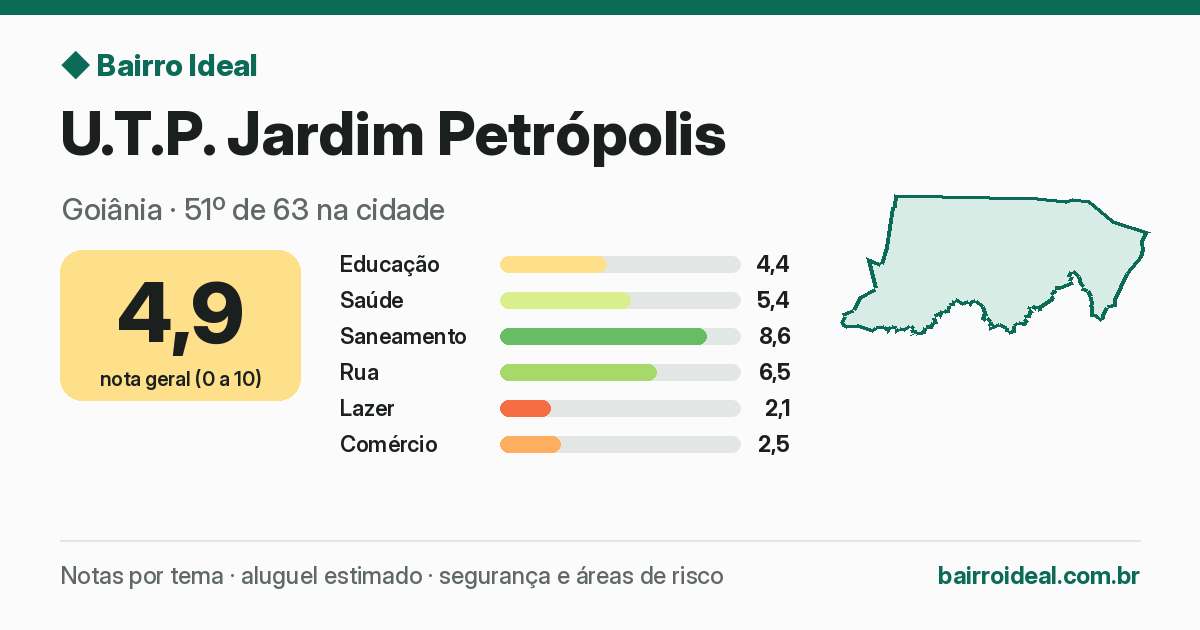 Bairro Ideal
U.T.P. Jardim Petrópolis
Goiânia · 51º de 63 na cidade
4,9
nota geral (0 a 10)
Educação 4,4
Saúde 5,4
Saneamento 8,6
Rua 6,5
Lazer 2,1
Comércio 2,5
Notas por tema · aluguel estimado · segurança e áreas de risco
bairroideal.com.br